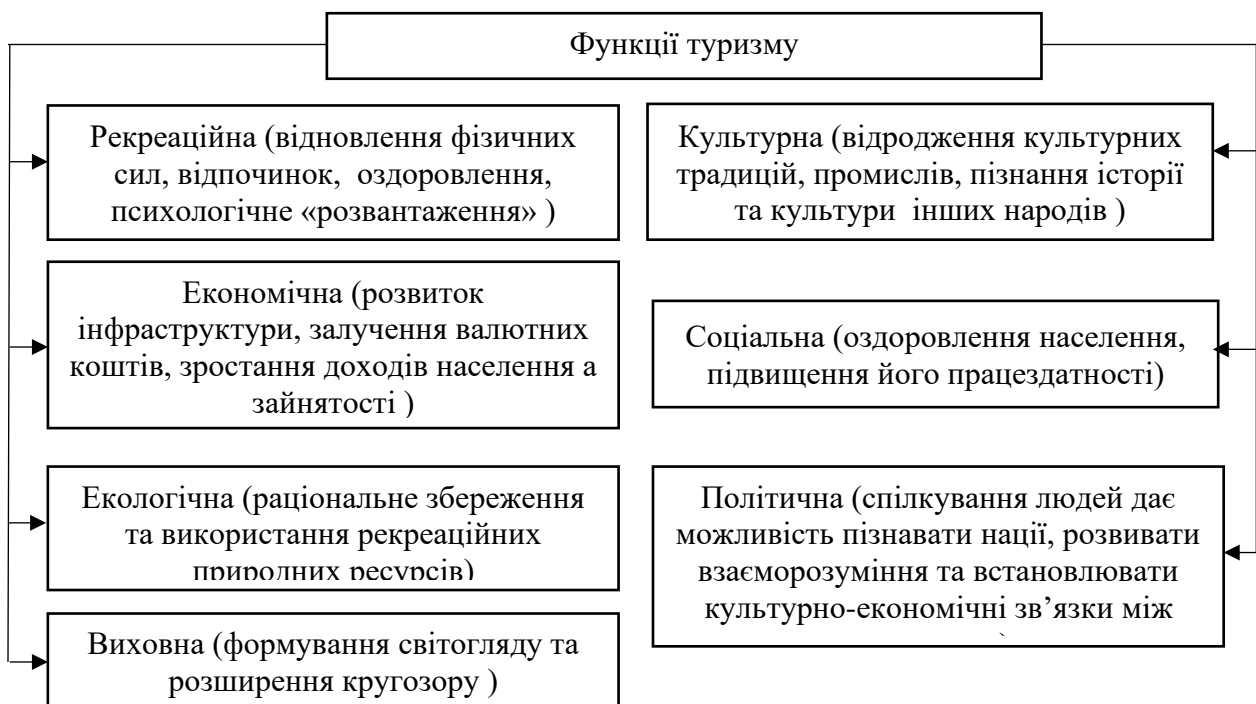 Функції туризму
Рекреаційна (відновлення фізичних
сил, відпочинок, оздоровлення,
психологічне «розвантаження» )
Економічна (розвиток
інфраструктури, залучення валютних
коштів, зростання доходів населення а
зайнятості )
Екологічна (раціональне збереження
та використання рекреаційних
природних ресурсів)
Виховна (формування світогляду та
розширення кругозору )
Культурна (відродження культурних
традицій, промислів, пізнання історії
та культури інших народів )
Соціальна (оздоровлення населення,
підвищення його працездатності)
Політична (спілкування людей дає
можливість пізнавати нації, розвивати
взаєморозуміння та встановлювати
культурно-економічні зв’язки між